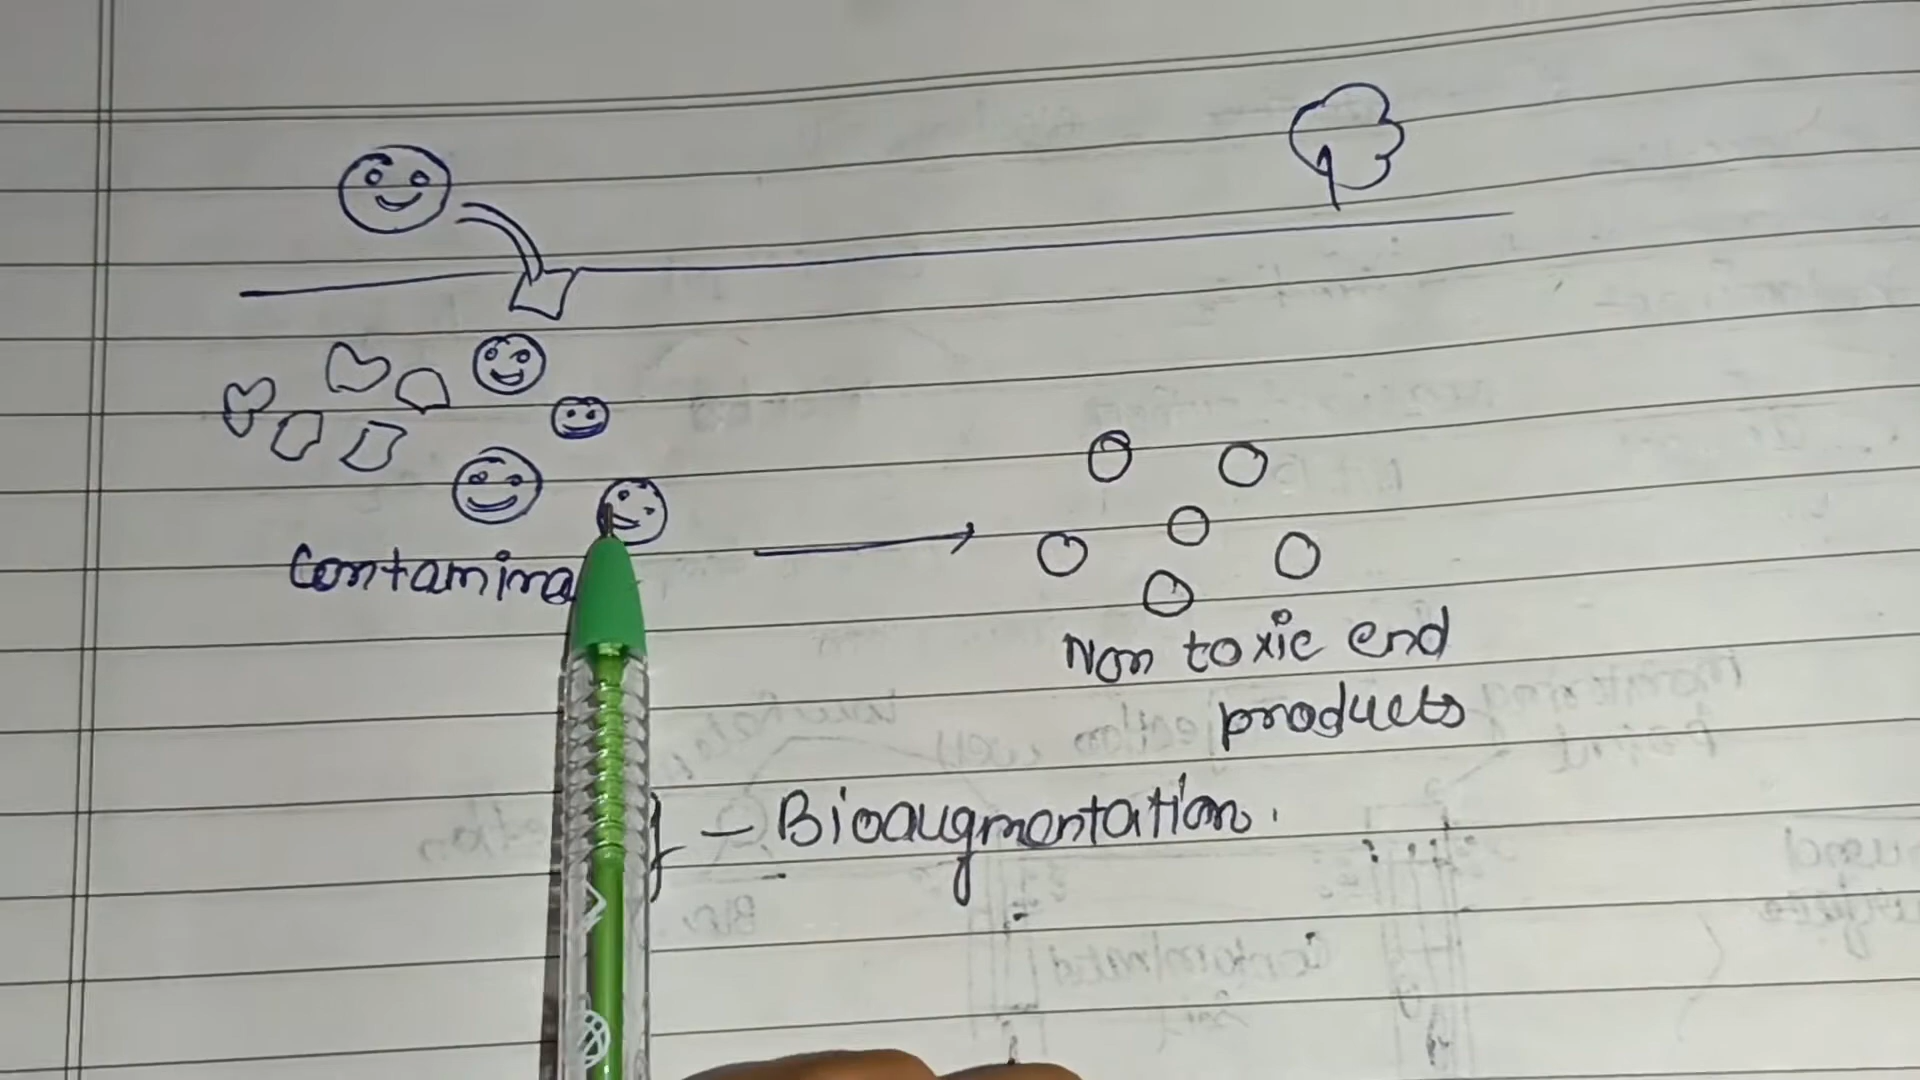 Contamina
Non toxic end
products
} - Bioaugmentation.